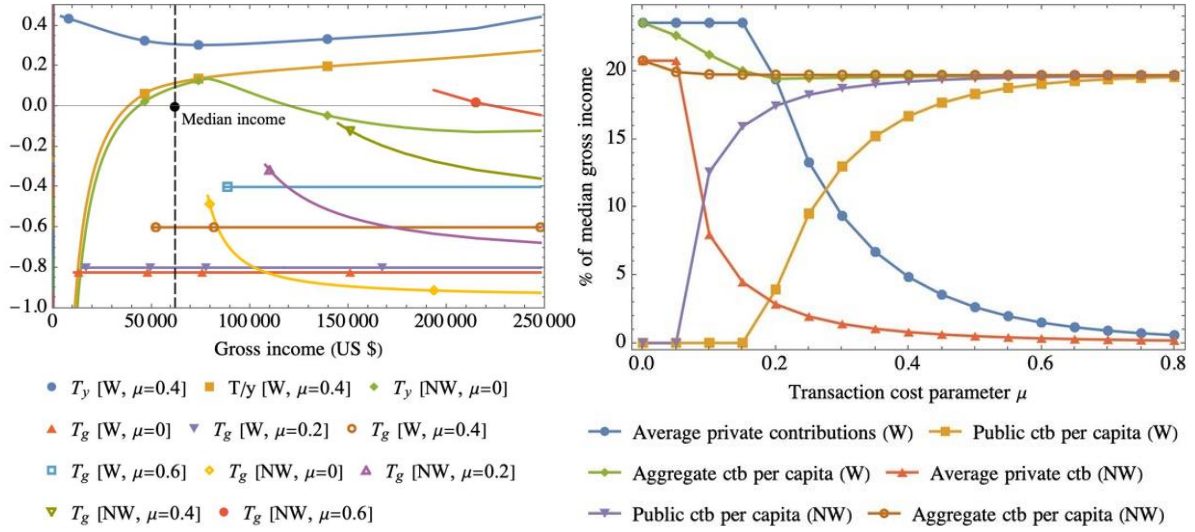 0.4
0.2
0.0
−0.2
−0.4
−0.6
−0.8
−1.0
Median income
0
50 000
100 000
150 000
200 000
250 000
Gross income (US $)
T_y [W, μ=0.4]
T/y [W, μ=0.4]
T_y [NW, μ=0]
T_g [W, μ=0]
T_g [W, μ=0.2]
T_g [W, μ=0.4]
T_g [W, μ=0.6]
T_g [NW, μ=0]
T_g [NW, μ=0.2]
T_g [NW, μ=0.4]
T_g [NW, μ=0.6]
% of median gross income
20
15
10
5
0
0.0
0.2
0.4
0.6
0.8
Transaction cost parameter μ
Average private contributions (W)
Public ctb per capita (W)
Aggregate ctb per capita (W)
Average private ctb (NW)
Public ctb per capita (NW)
Aggregate ctb per capita (NW)